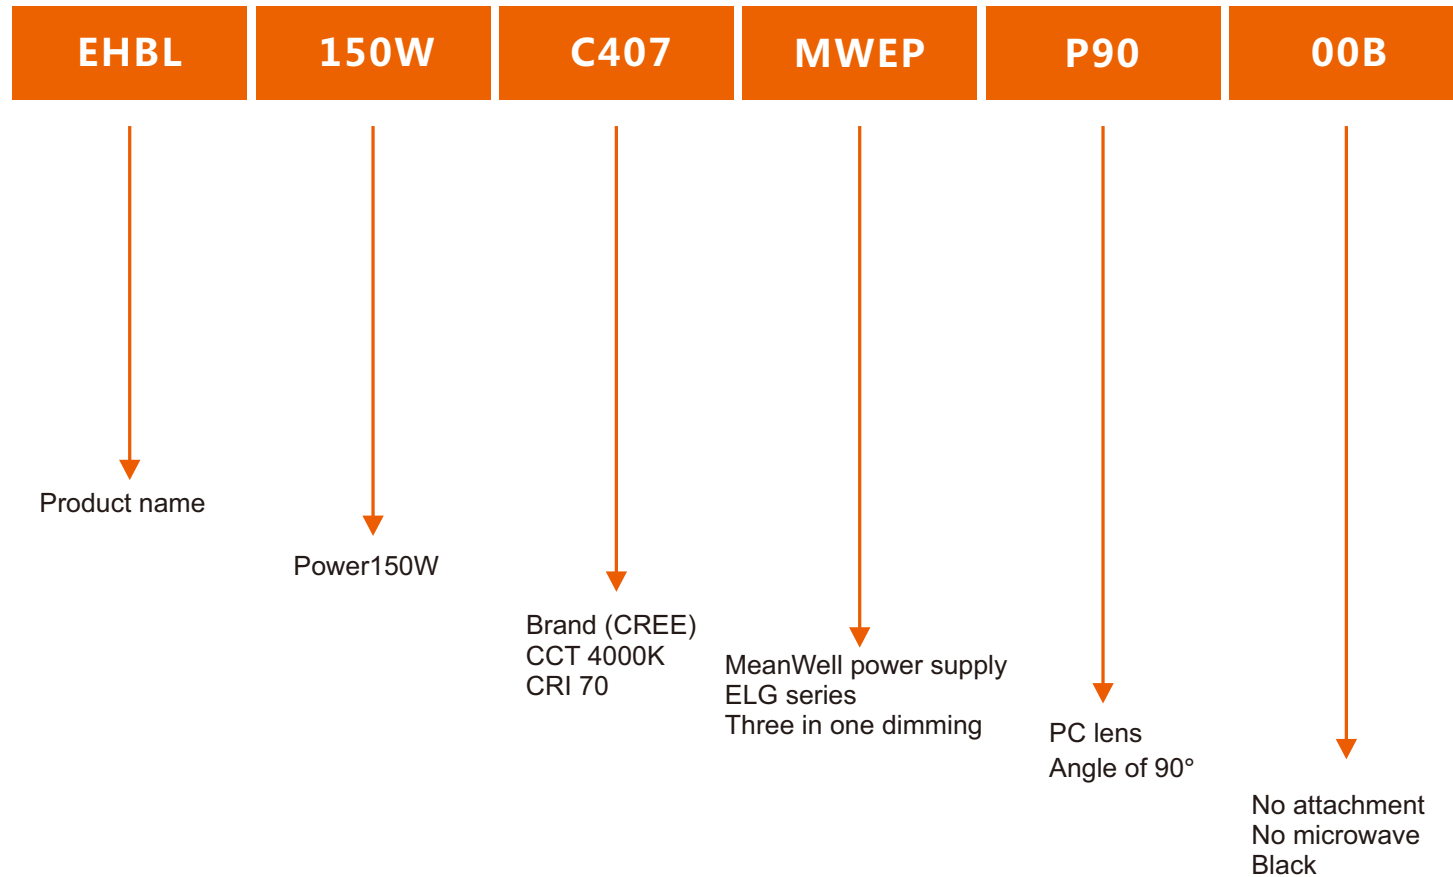 EHBL 150W C407 MWEP P90 00B
Product name
Power150W
Brand (CREE)
CCT 4000K
CRI 70
MeanWell power supply
ELG series
Three in one dimming
PC lens
Angle of 90°
No attachment
No microwave
Black